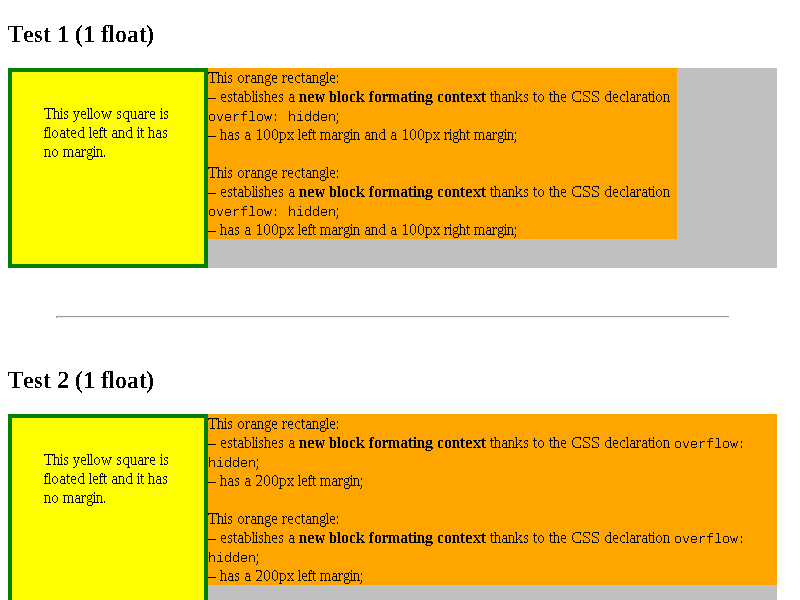 Test 1 (1 float)
This yellow square is
floated left and it has
no margin.
This orange rectangle:
– establishes a new block formating context thanks to the CSS declaration
overflow: hidden;
– has a 100px left margin and a 100px right margin;
This orange rectangle:
– establishes a new block formating context thanks to the CSS declaration
overflow: hidden;
– has a 100px left margin and a 100px right margin;
Test 2 (1 float)
This yellow square is
floated left and it has
no margin.
This orange rectangle:
– establishes a new block formating context thanks to the CSS declaration overflow:
hidden;
– has a 200px left margin;
This orange rectangle:
– establishes a new block formating context thanks to the CSS declaration overflow:
hidden;
– has a 200px left margin;